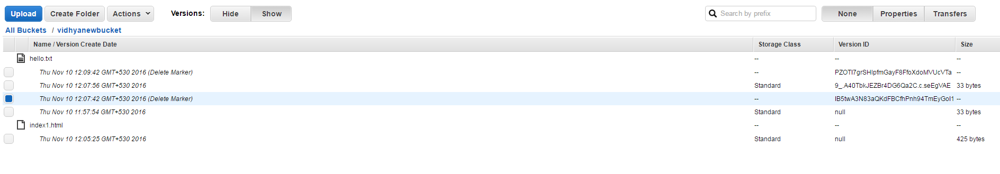 Upload Create Folder Actions Versions: Hide Show Search by prefix None Properties Transfers
All Buckets / vidhyanewbucket
Name / Version Create Date Storage Class Version ID Size
hello.txt -- -- --
Thu Nov 10 12:09:42 GMT+530 2016 (Delete Marker) -- PZOTI7grSHlpfmGayF8FfoXdoMVUcVTa --
Thu Nov 10 12:07:56 GMT+530 2016 Standard 9_.A40TbkJEZBr4DG6Qa2C.c.seEgVAE 33 bytes
Thu Nov 10 12:07:42 GMT+530 2016 (Delete Marker) -- IB5twA3N83aQKdFBCfhPnh94TmEyGoI1 --
Thu Nov 10 11:57:54 GMT+530 2016 Standard null 33 bytes
index1.html -- -- --
Thu Nov 10 12:05:25 GMT+530 2016 Standard null 425 bytes